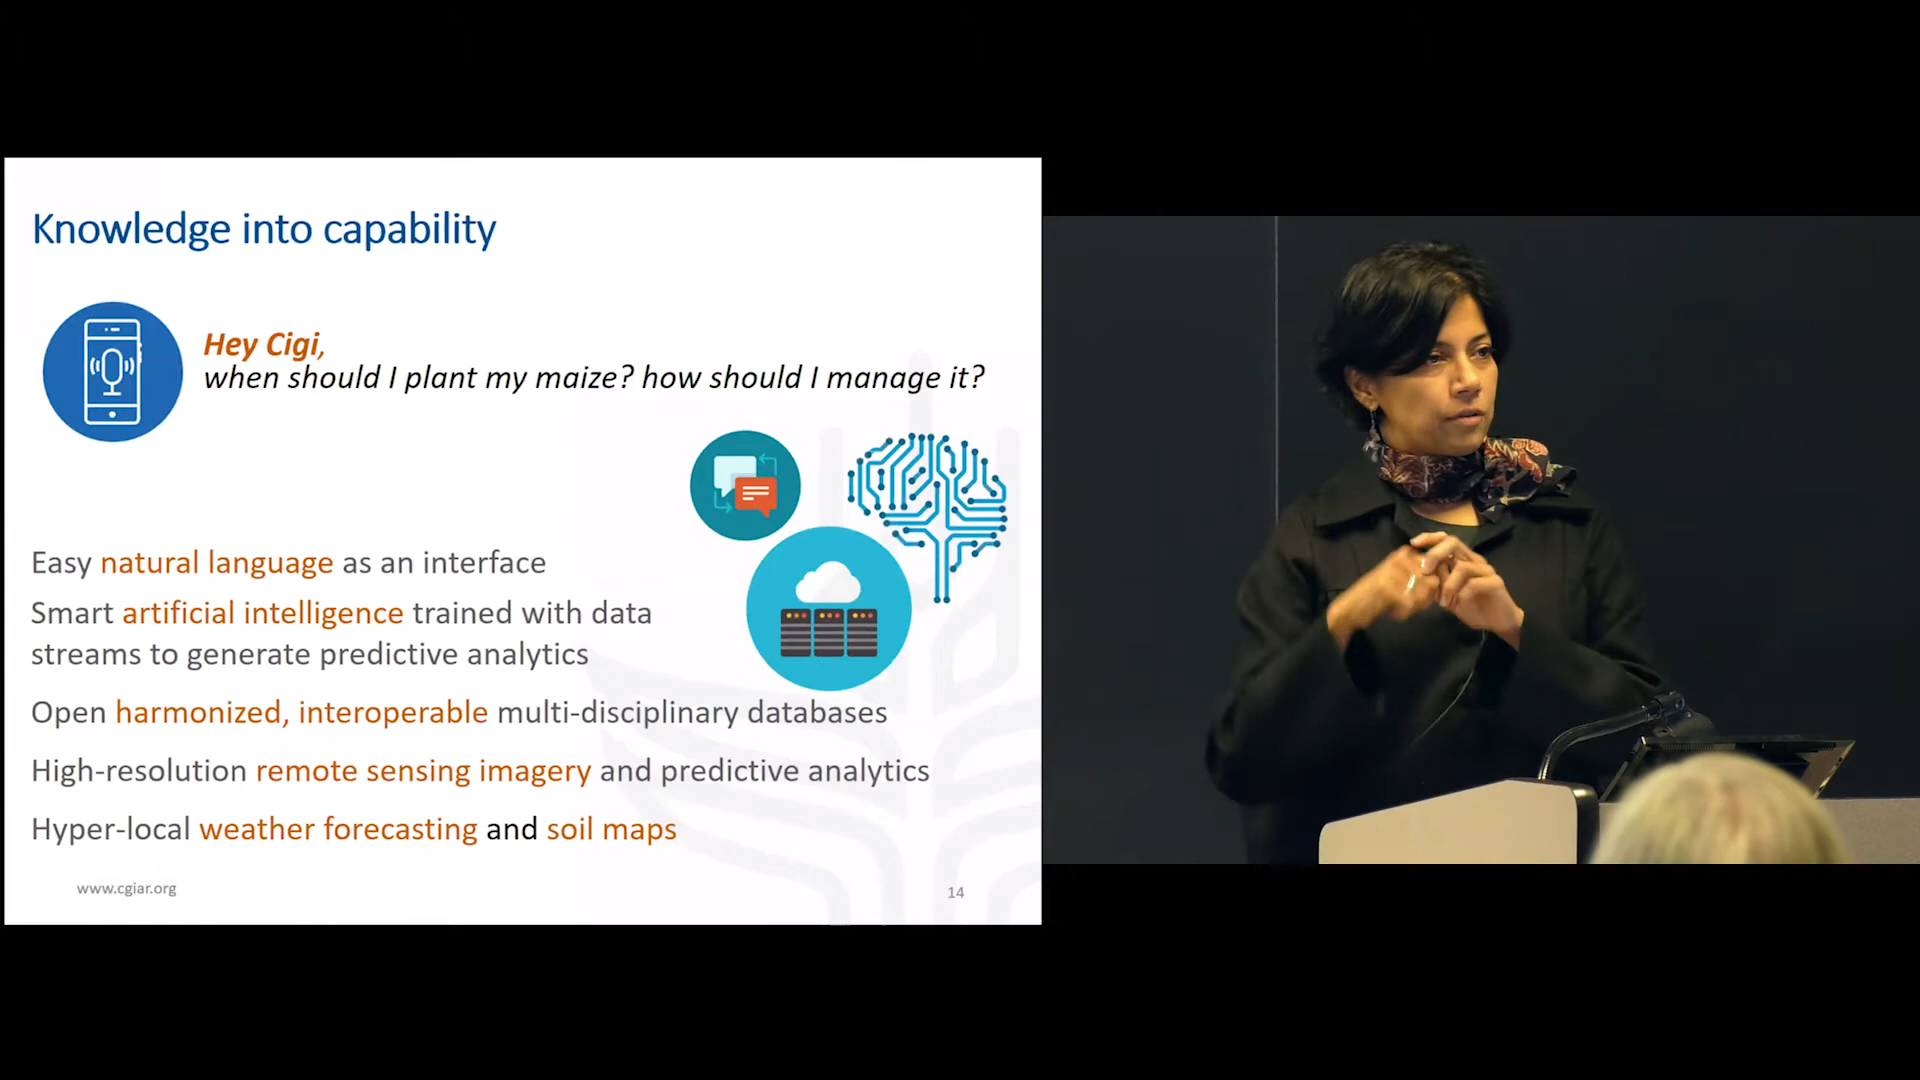 Knowledge into capability
Hey Cigi,
when should I plant my maize? how should I manage it?
Easy natural language as an interface
Smart artificial intelligence trained with data
streams to generate predictive analytics
Open harmonized, interoperable multi-disciplinary databases
High-resolution remote sensing imagery and predictive analytics
Hyper-local weather forecasting and soil maps
www.cgiar.org
14